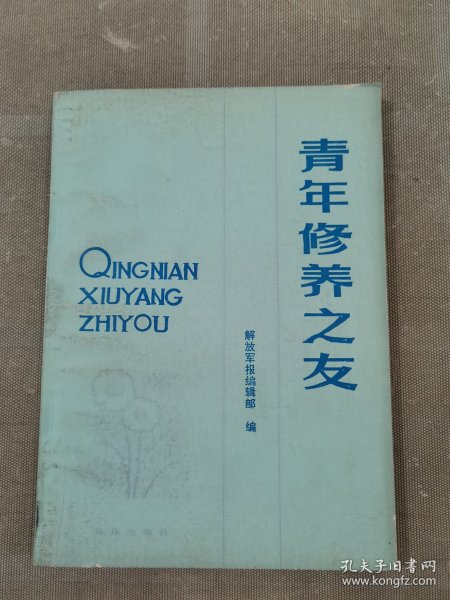 青年修养之友
QINGNIAN
XIUYANG
ZHIYOU
解放军报编辑部 编
孔夫子旧书网
www.kongfz.com